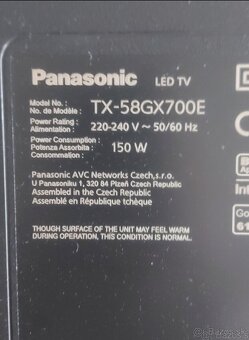 Panasonic LED TV
Model No.: TX-58GX700E
No. de Modèle:
Power Rating: 220-240 V ~ 50/60 Hz
Alimentation:
Power Consumption: 150 W
Potenza Assorbita:
Consommation:
Panasonic AVC Networks Czech,s.r.o.
U Panasoniku 1, 320 84 Plzeň Czech Republic
Assembled in the Czech Republic
Assemblé en République tchèque
THOUGH SURFACE OF THE UNIT MAY FEEL WARM
DURING OPERATION, THIS CONDITION IS NORMAL.
Go